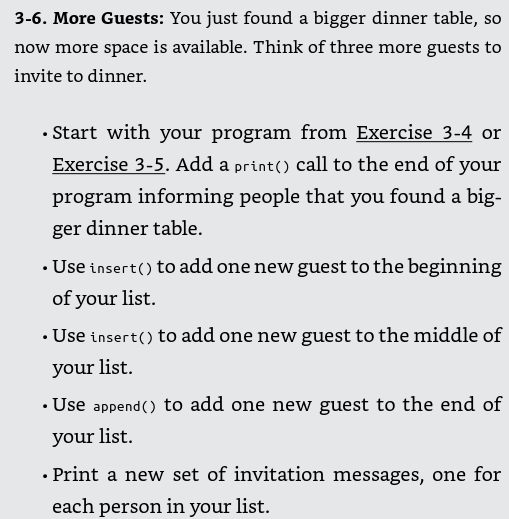 3-6. More Guests: You just found a bigger dinner table, so
now more space is available. Think of three more guests to
invite to dinner.
• Start with your program from Exercise 3-4 or
Exercise 3-5. Add a print() call to the end of your
program informing people that you found a big-
ger dinner table.
• Use insert() to add one new guest to the beginning
of your list.
• Use insert() to add one new guest to the middle of
your list.
• Use append() to add one new guest to the end of
your list.
• Print a new set of invitation messages, one for
each person in your list.